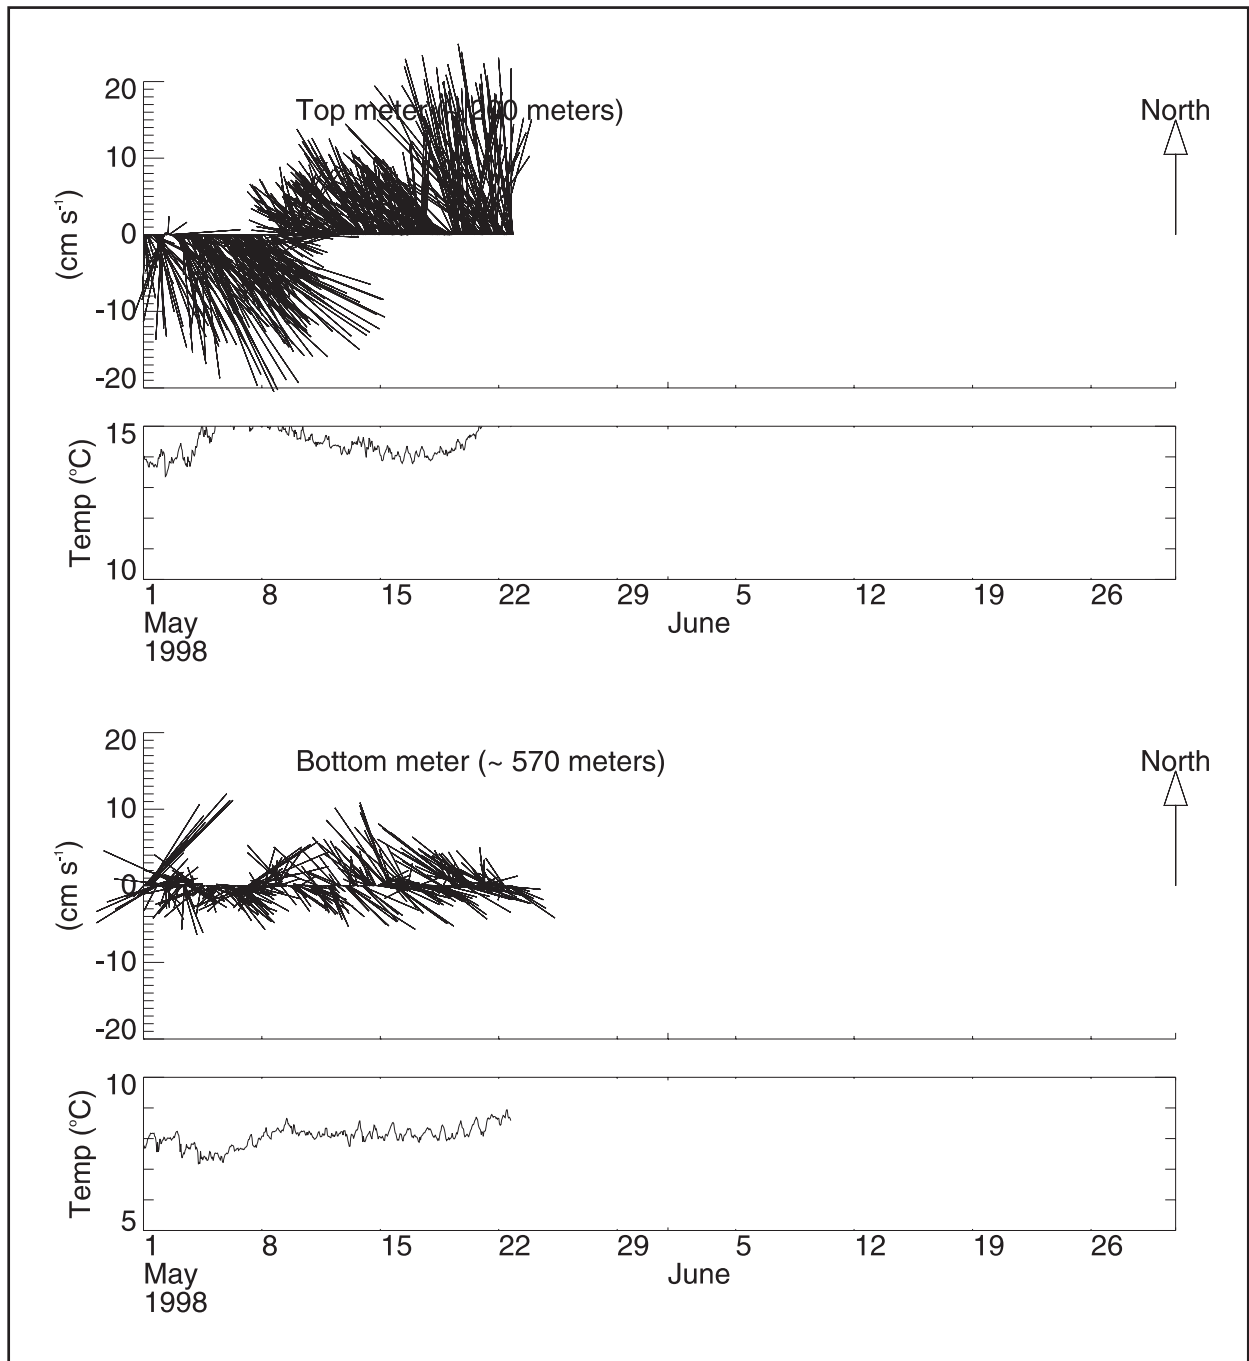 20
10
0
-10
-20
(cm s⁻¹)
Top meter (~ 200 meters)
North
15
10
Temp (°C)
1 8 15 22 29 5 12 19 26
May June
1998
20
10
0
-10
-20
(cm s⁻¹)
Bottom meter (~ 570 meters)
North
10
5
Temp (°C)
1 8 15 22 29 5 12 19 26
May June
1998